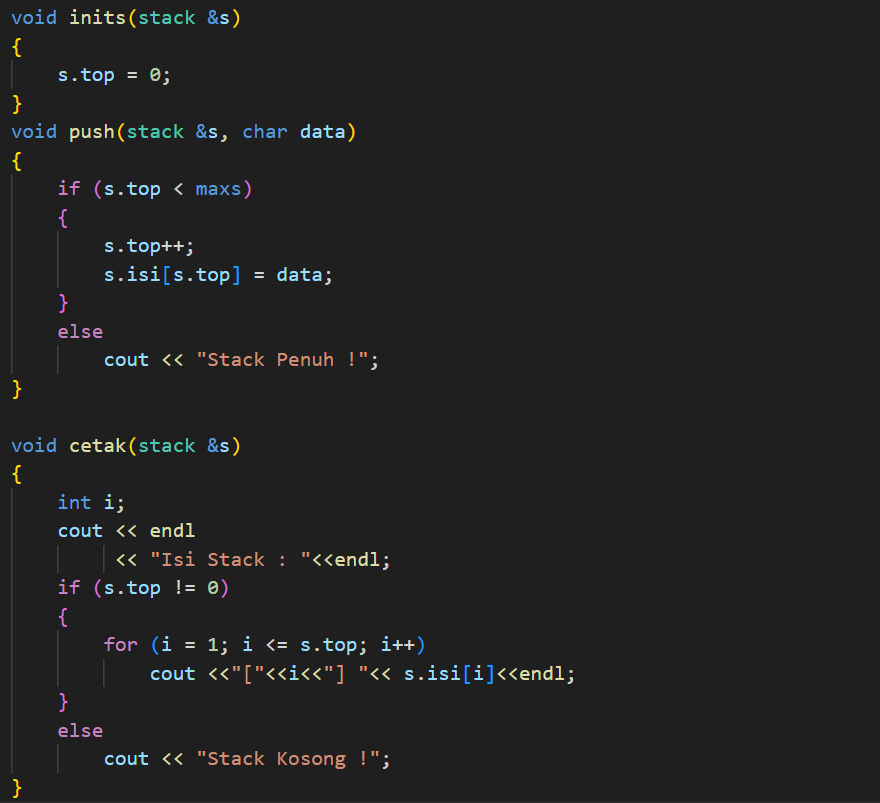 void inits(stack &s)
{
    s.top = 0;
}
void push(stack &s, char data)
{
    if (s.top < maxs)
    {
        s.top++;
        s.isi[s.top] = data;
    }
    else
        cout << "Stack Penuh !";
}

void cetak(stack &s)
{
    int i;
    cout << endl
         << "Isi Stack : "<<endl;
    if (s.top != 0)
    {
        for (i = 1; i <= s.top; i++)
            cout <<"["<<i<<"] "<< s.isi[i]<<endl;
    }
    else
        cout << "Stack Kosong !";
}